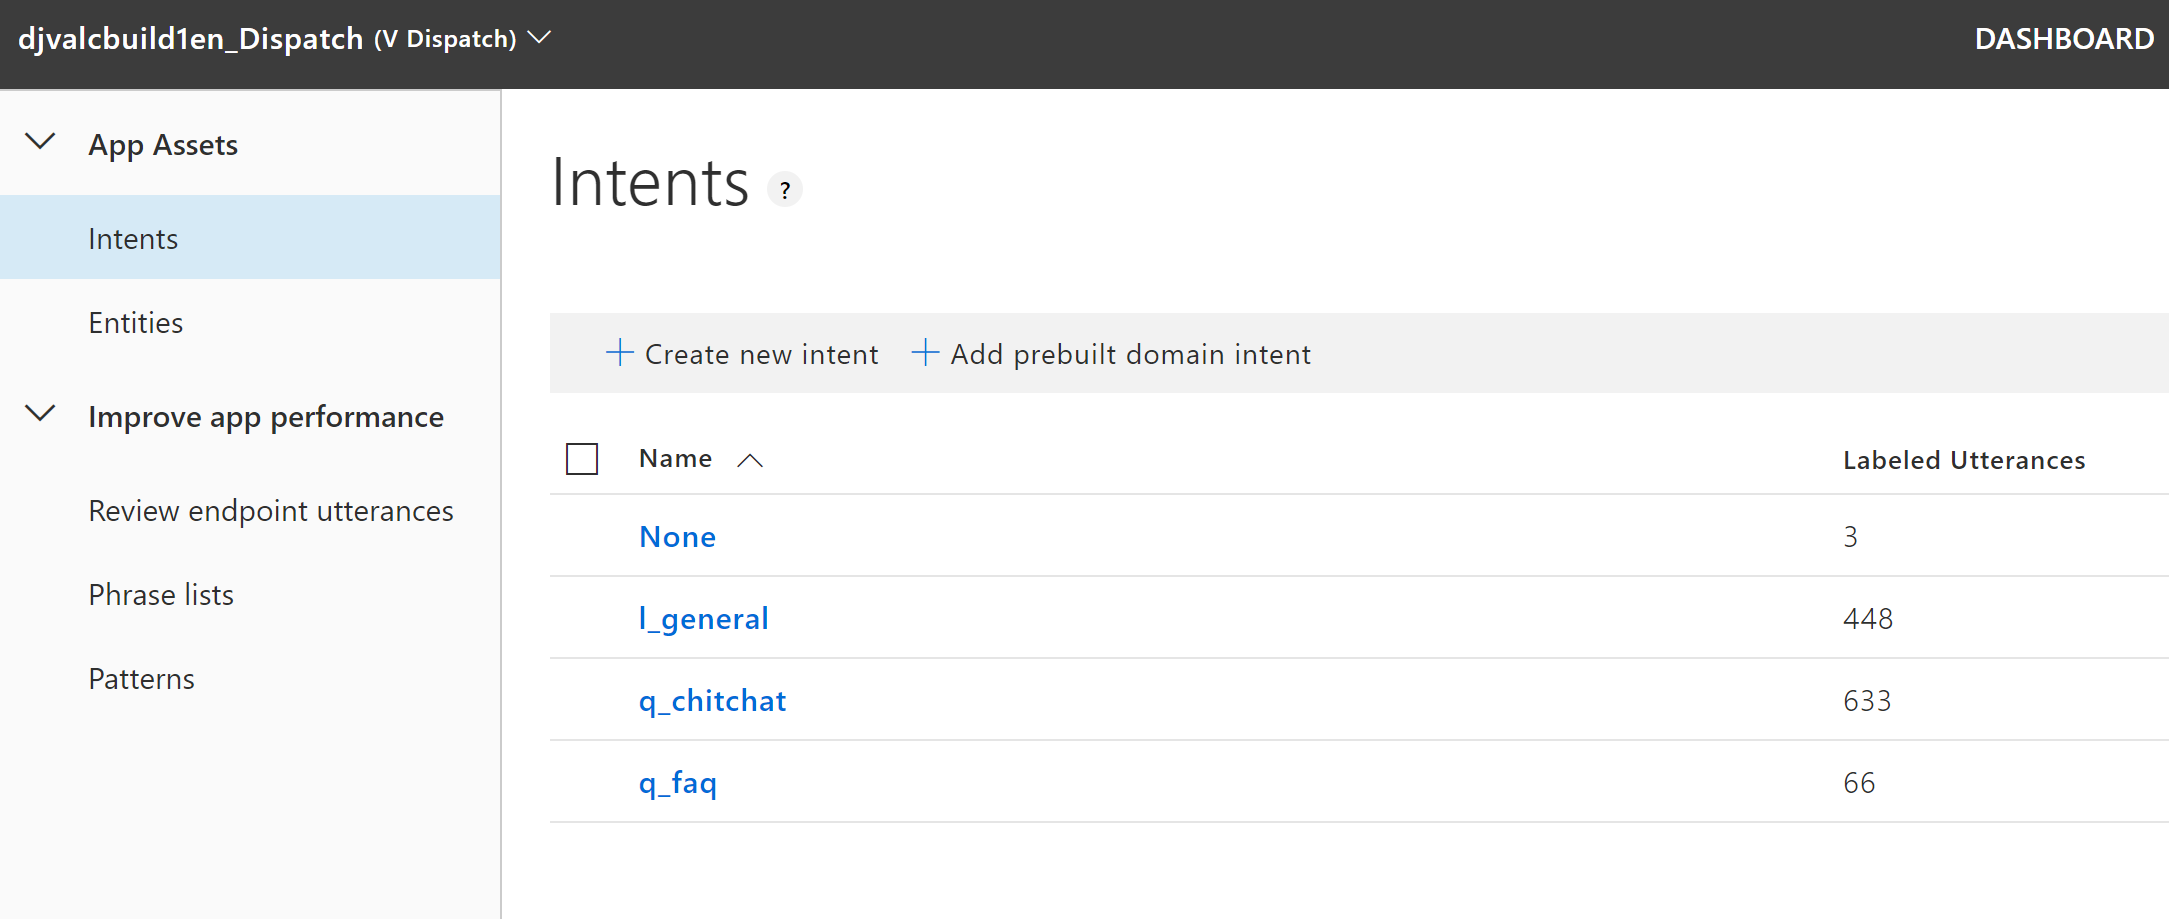 djvalcbuild1en_Dispatch (V Dispatch)
DASHBOARD
App Assets
Intents
Entities
Improve app performance
Review endpoint utterances
Phrase lists
Patterns
Intents ?
Create new intent
Add prebuilt domain intent
Name
Labeled Utterances
None 3
l_general 448
q_chitchat 633
q_faq 66